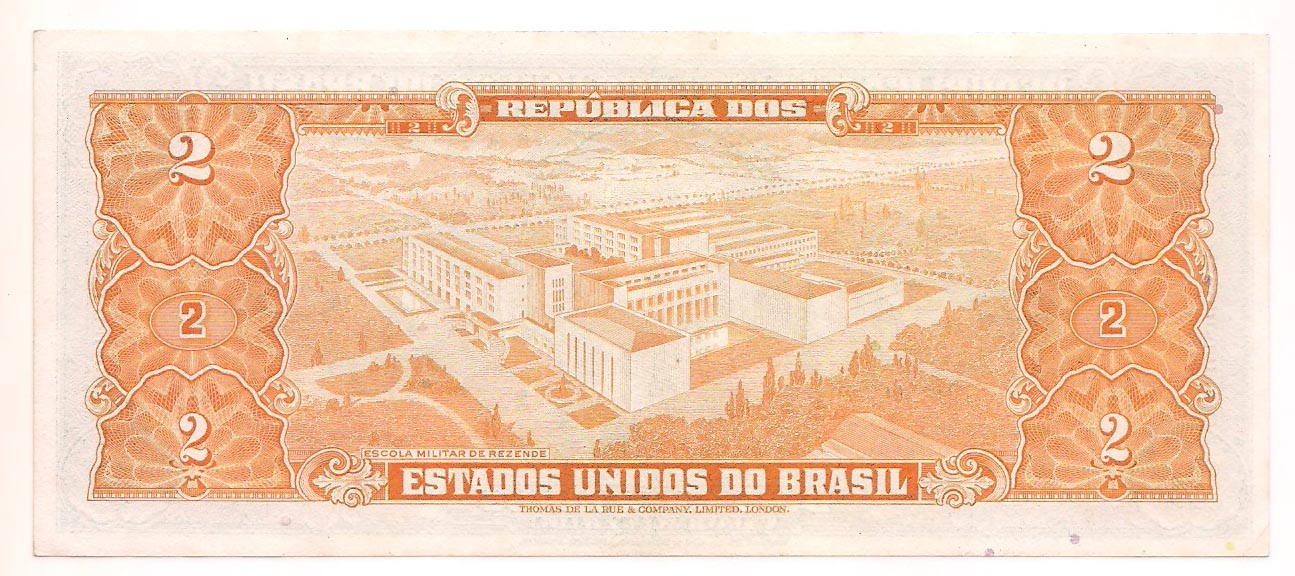 REPÚBLICA DOS
2 2
2 2
2 2
2 2
ESCOLA MILITAR DE REZENDE
ESTADOS UNIDOS DO BRASIL
THOMAS DE LA RUE & COMPANY, LIMITED, LONDON.